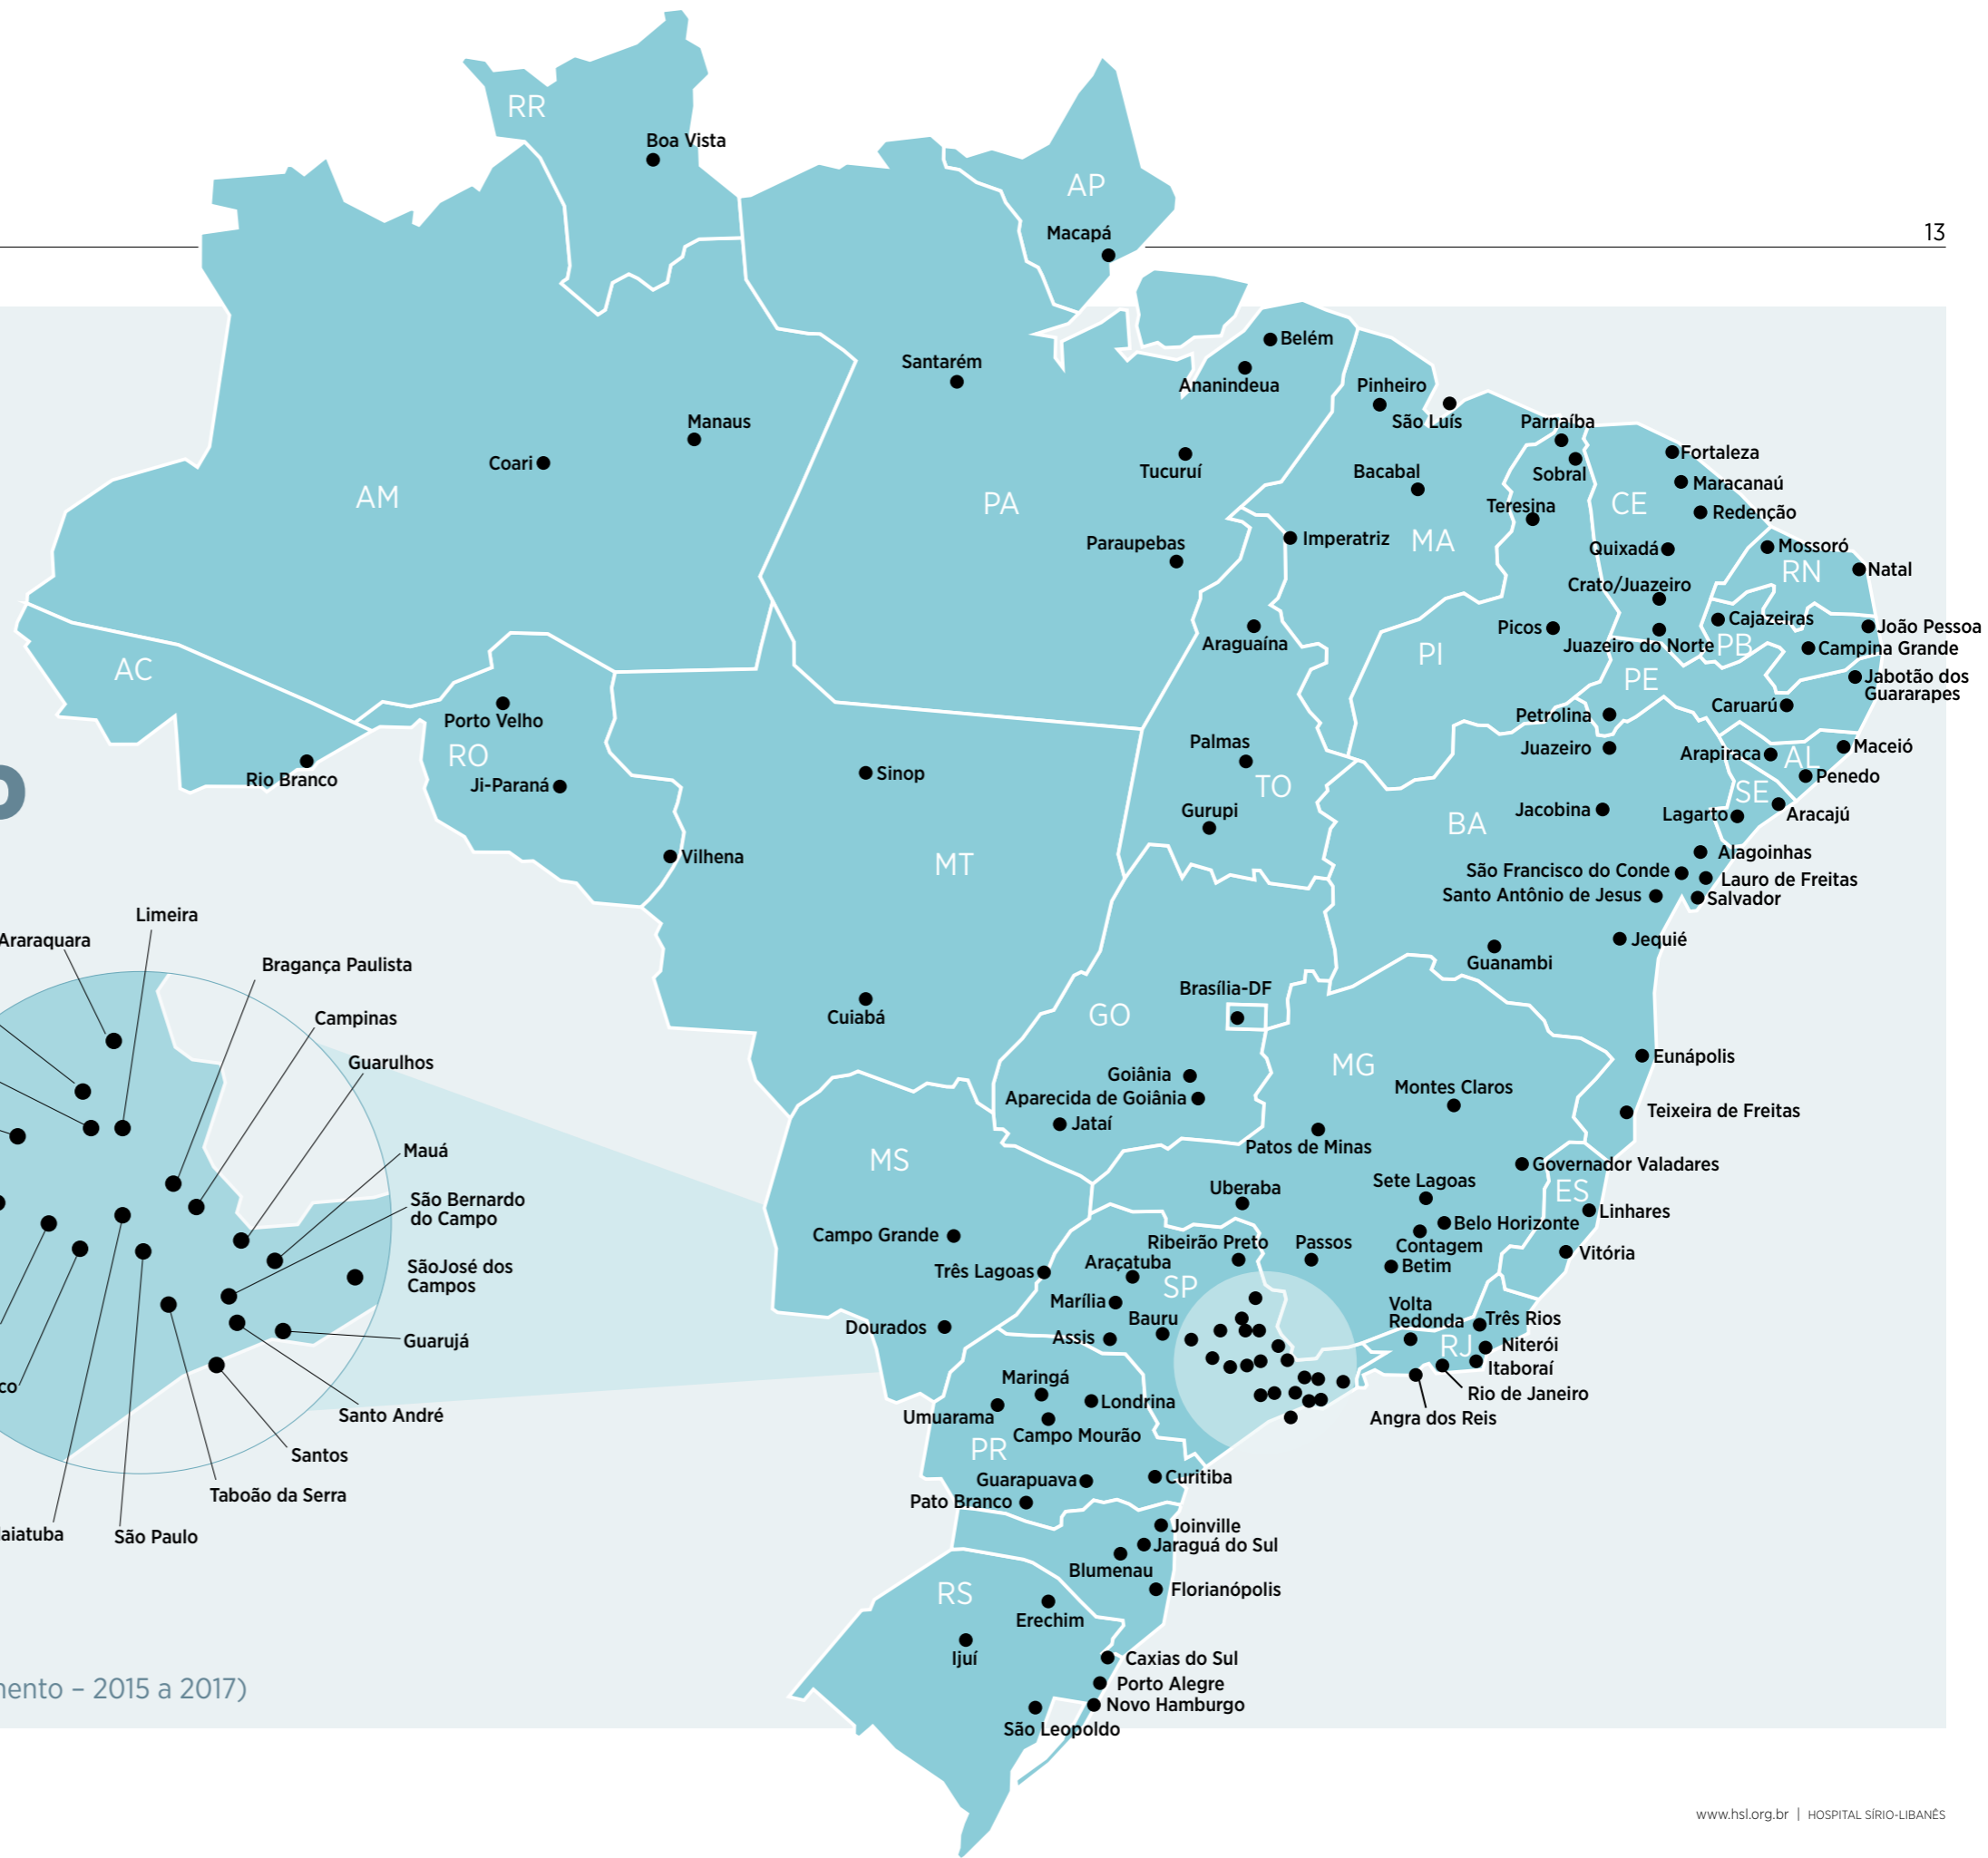 RR
Boa Vista
AP
Macapá
13
Belém
Santarém
Ananindeua
Pinheiro
São Luís
Manaus
Parnaíba
Coari
Fortaleza
Tucuruí
Bacabal
Sobral
Maracanaú
AM
PA
Teresina
CE
Redenção
Paraupebas
Imperatriz
MA
Quixadá
Mossoró
RN
Natal
Crato/Juazeiro
Cajazeiras
João Pessoa
Araguaína
Picos
Juazeiro do Norte
PB
Campina Grande
AC
PI
PE
Jabotão dos
Guararapes
Caruarú
Porto Velho
Petrolina
RO
Palmas
Juazeiro
Arapiraca
AL
Maceió
Rio Branco
Ji-Paraná
Sinop
TO
SE
Penedo
Gurupi
Jacobina
BA
Lagarto
Aracajú
Vilhena
MT
Alagoinhas
São Francisco do Conde
Lauro de Freitas
Santo Antônio de Jesus
Salvador
Jequié
Guanambi
Brasília-DF
Cuiabá
GO
Eunápolis
MG
Goiânia
Montes Claros
Aparecida de Goiânia
Jataí
Teixeira de Freitas
Patos de Minas
MS
Governador Valadares
Uberaba
Sete Lagoas
ES
Linhares
Campo Grande
Belo Horizonte
Ribeirão Preto
Passos
Contagem
Vitória
Betim
Três Lagoas
Araçatuba
SP
Marília
Bauru
Volta
Redonda
Três Rios
Dourados
Assis
RJ
Niterói
Itaboraí
Rio de Janeiro
Angra dos Reis
Maringá
Londrina
Umuarama
Campo Mourão
PR
Guarapuava
Curitiba
Pato Branco
Joinville
Jaraguá do Sul
Blumenau
Florianópolis
RS
Erechim
Ijuí
Caxias do Sul
Porto Alegre
Novo Hamburgo
São Leopoldo
Limeira
Araraquara
Bragança Paulista
Campinas
Guarulhos
Mauá
São Bernardo
do Campo
SãoJosé dos
Campos
Guarujá
co
Santo André
Santos
Taboão da Serra
aiatuba
São Paulo
mento – 2015 a 2017)
www.hsl.org.br | HOSPITAL SÍRIO-LIBANÊS